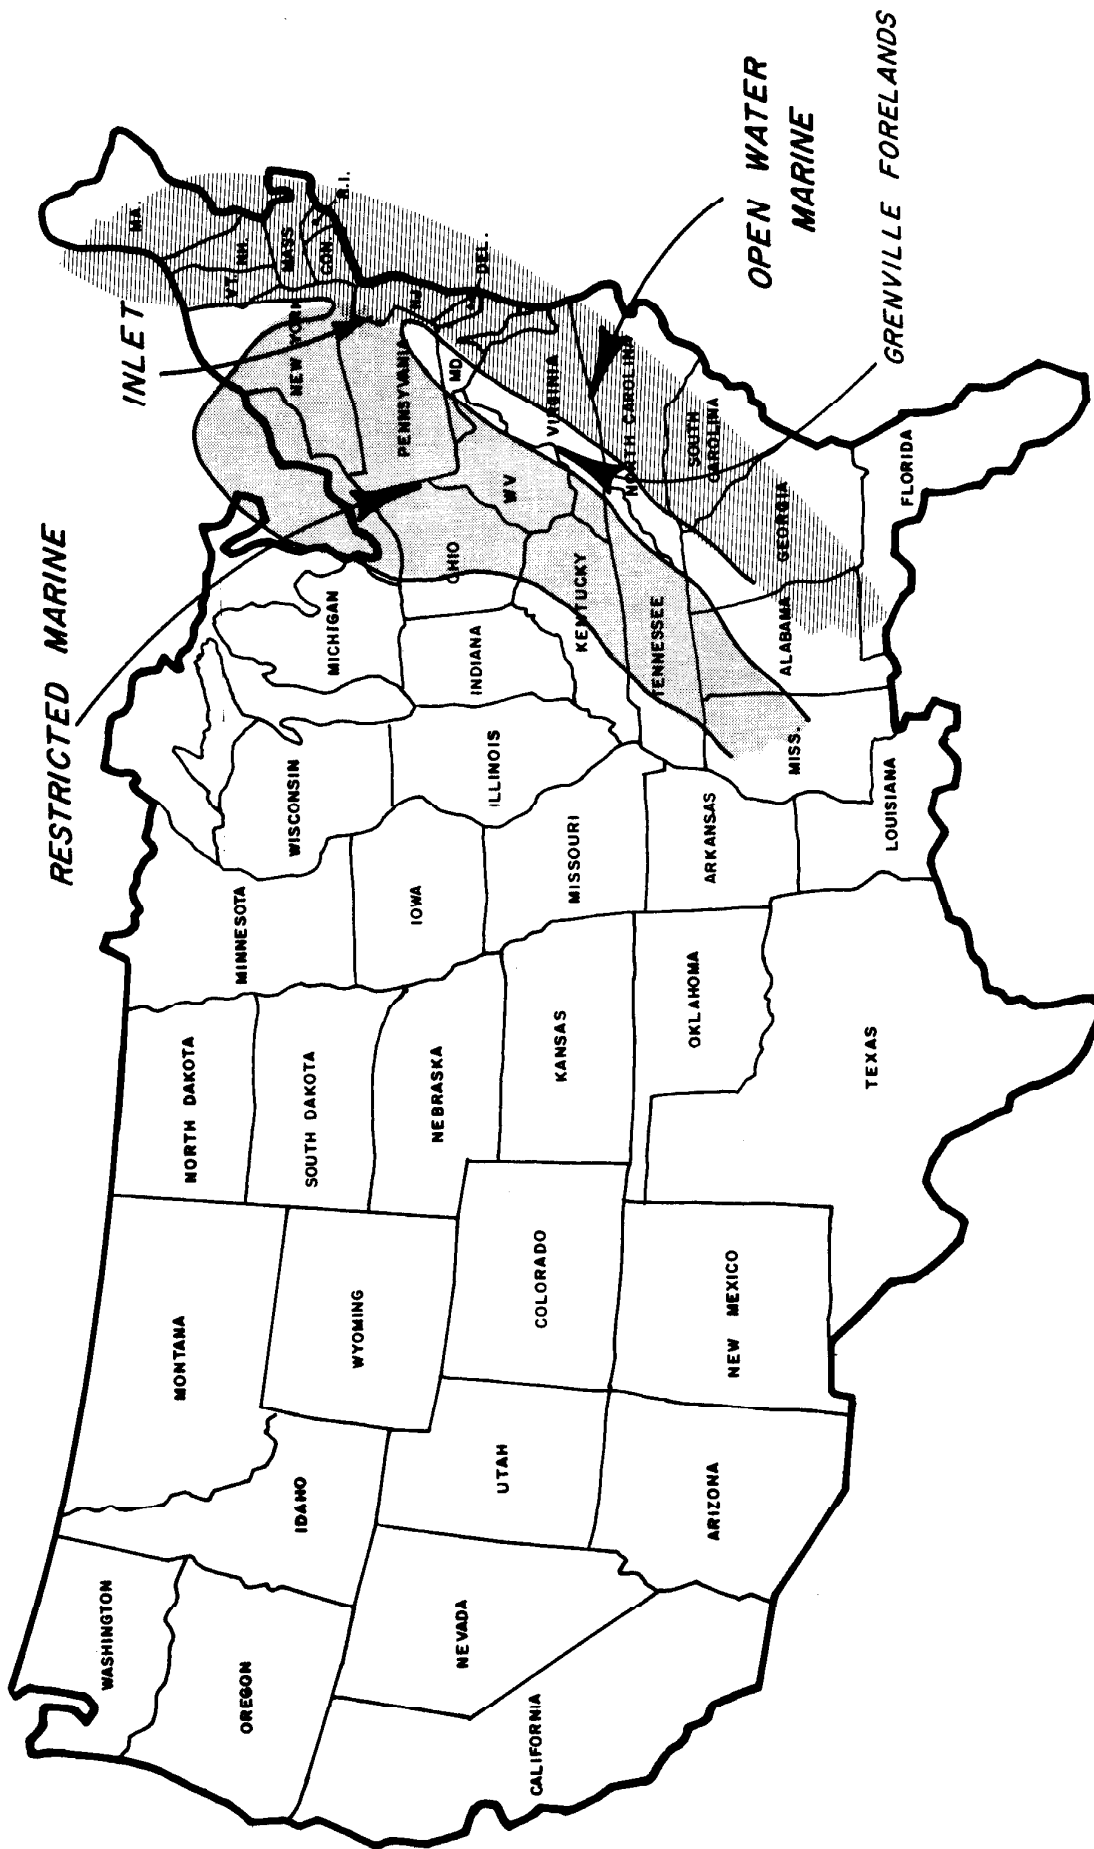 RESTRICTED MARINE
INLET
OPEN WATER
MARINE
GRENVILLE FORELANDS
WASHINGTON
OREGON
CALIFORNIA
NEVADA
IDAHO
MONTANA
WYOMING
UTAH
ARIZONA
COLORADO
NEW MEXICO
NORTH DAKOTA
SOUTH DAKOTA
NEBRASKA
KANSAS
OKLAHOMA
TEXAS
MINNESOTA
IOWA
MISSOURI
ARKANSAS
LOUISIANA
WISCONSIN
ILLINOIS
MICHIGAN
INDIANA
OHIO
KENTUCKY
TENNESSEE
MISS.
ALABAMA
GEORGIA
FLORIDA
SOUTH
CAROLINA
NORTH CAROLINA
VIRGINIA
WV
MD.
DEL.
N.J.
PENNSYLVANIA
NEW YORK
CON.
R.I.
MASS
VT.
NH.
MA.